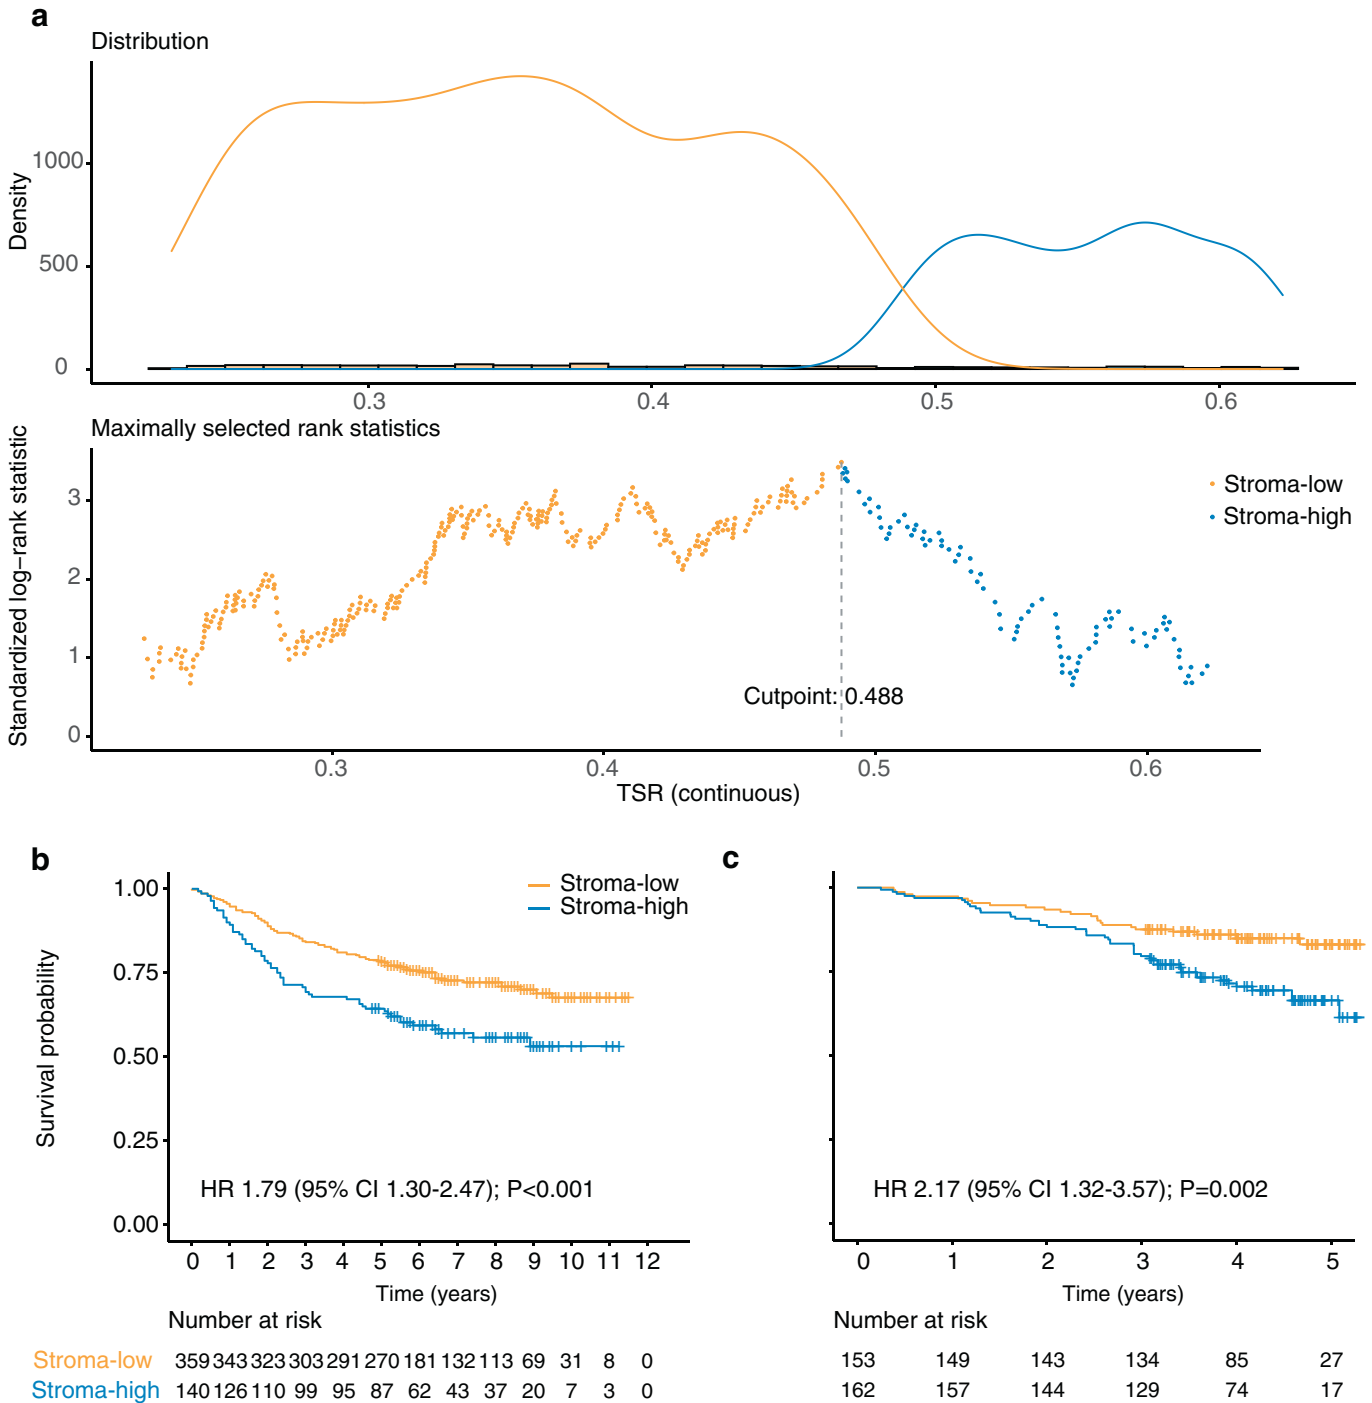 a
Distribution
Density
1000
500
0
0.3 0.4 0.5 0.6
Maximally selected rank statistics
Standardized log–rank statistic
3
2
1
0
Stroma-low
Stroma-high
Cutpoint: 0.488
0.3 0.4 0.5 0.6
TSR (continuous)
b
Survival probability
1.00
0.75
0.50
0.25
0.00
Stroma-low
Stroma-high
HR 1.79 (95% CI 1.30-2.47); P<0.001
0 1 2 3 4 5 6 7 8 9 10 11 12
Time (years)
Number at risk
Stroma-low 359 343 323 303 291 270 181 132 113 69 31 8 0
Stroma-high 140 126 110 99 95 87 62 43 37 20 7 3 0
c
HR 2.17 (95% CI 1.32-3.57); P=0.002
0 1 2 3 4 5
Time (years)
Number at risk
153 149 143 134 85 27
162 157 144 129 74 17